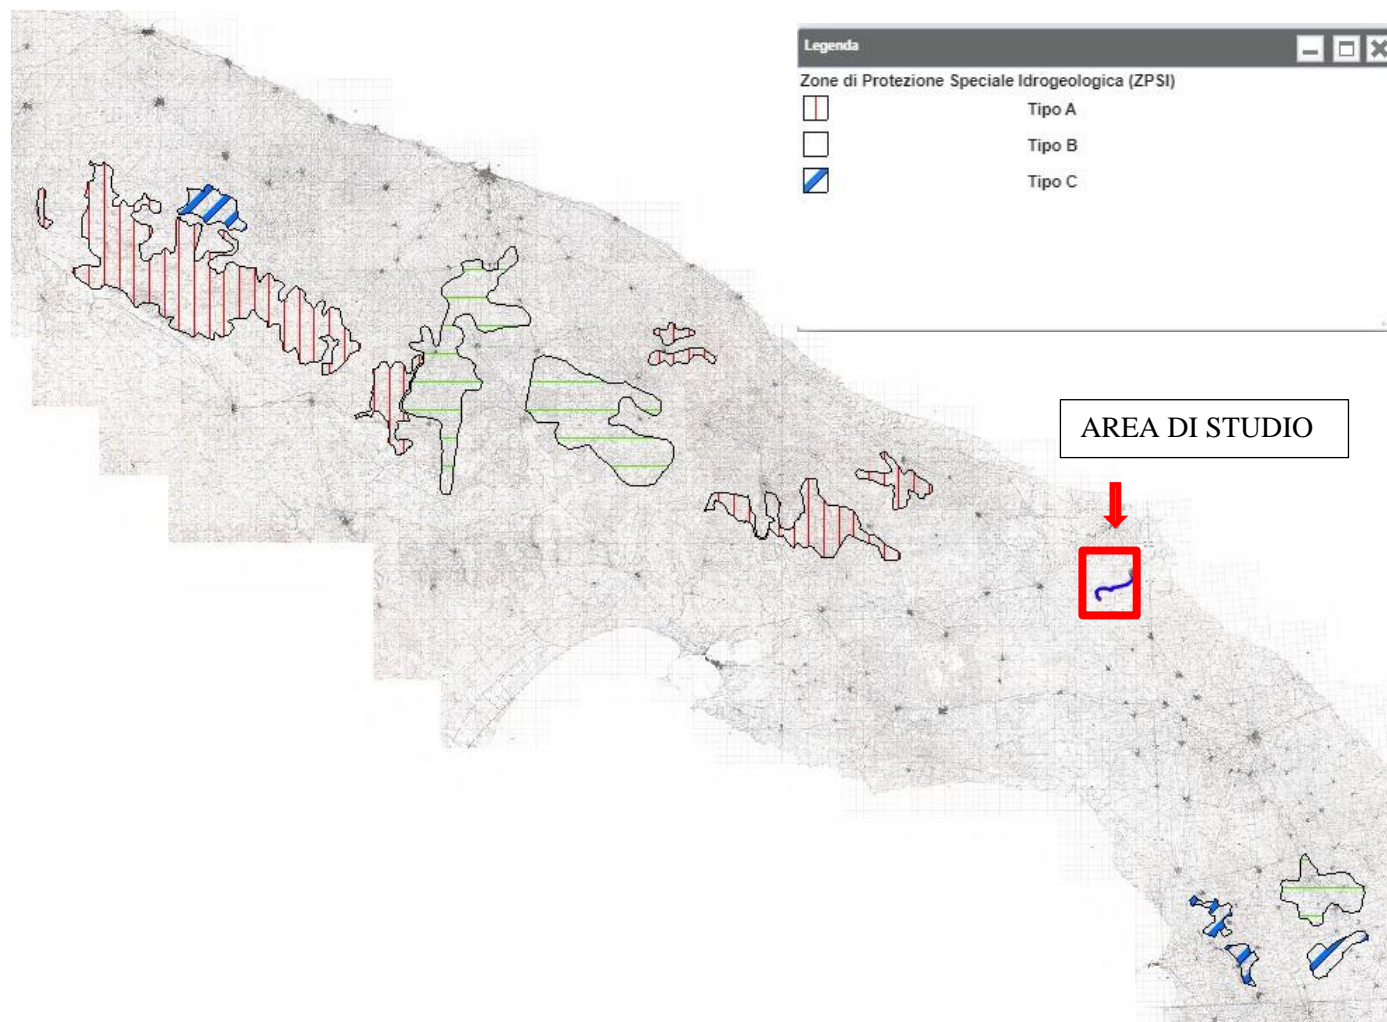 Legenda
Zone di Protezione Speciale Idrogeologica (ZPSI)
Tipo A
Tipo B
Tipo C
AREA DI STUDIO